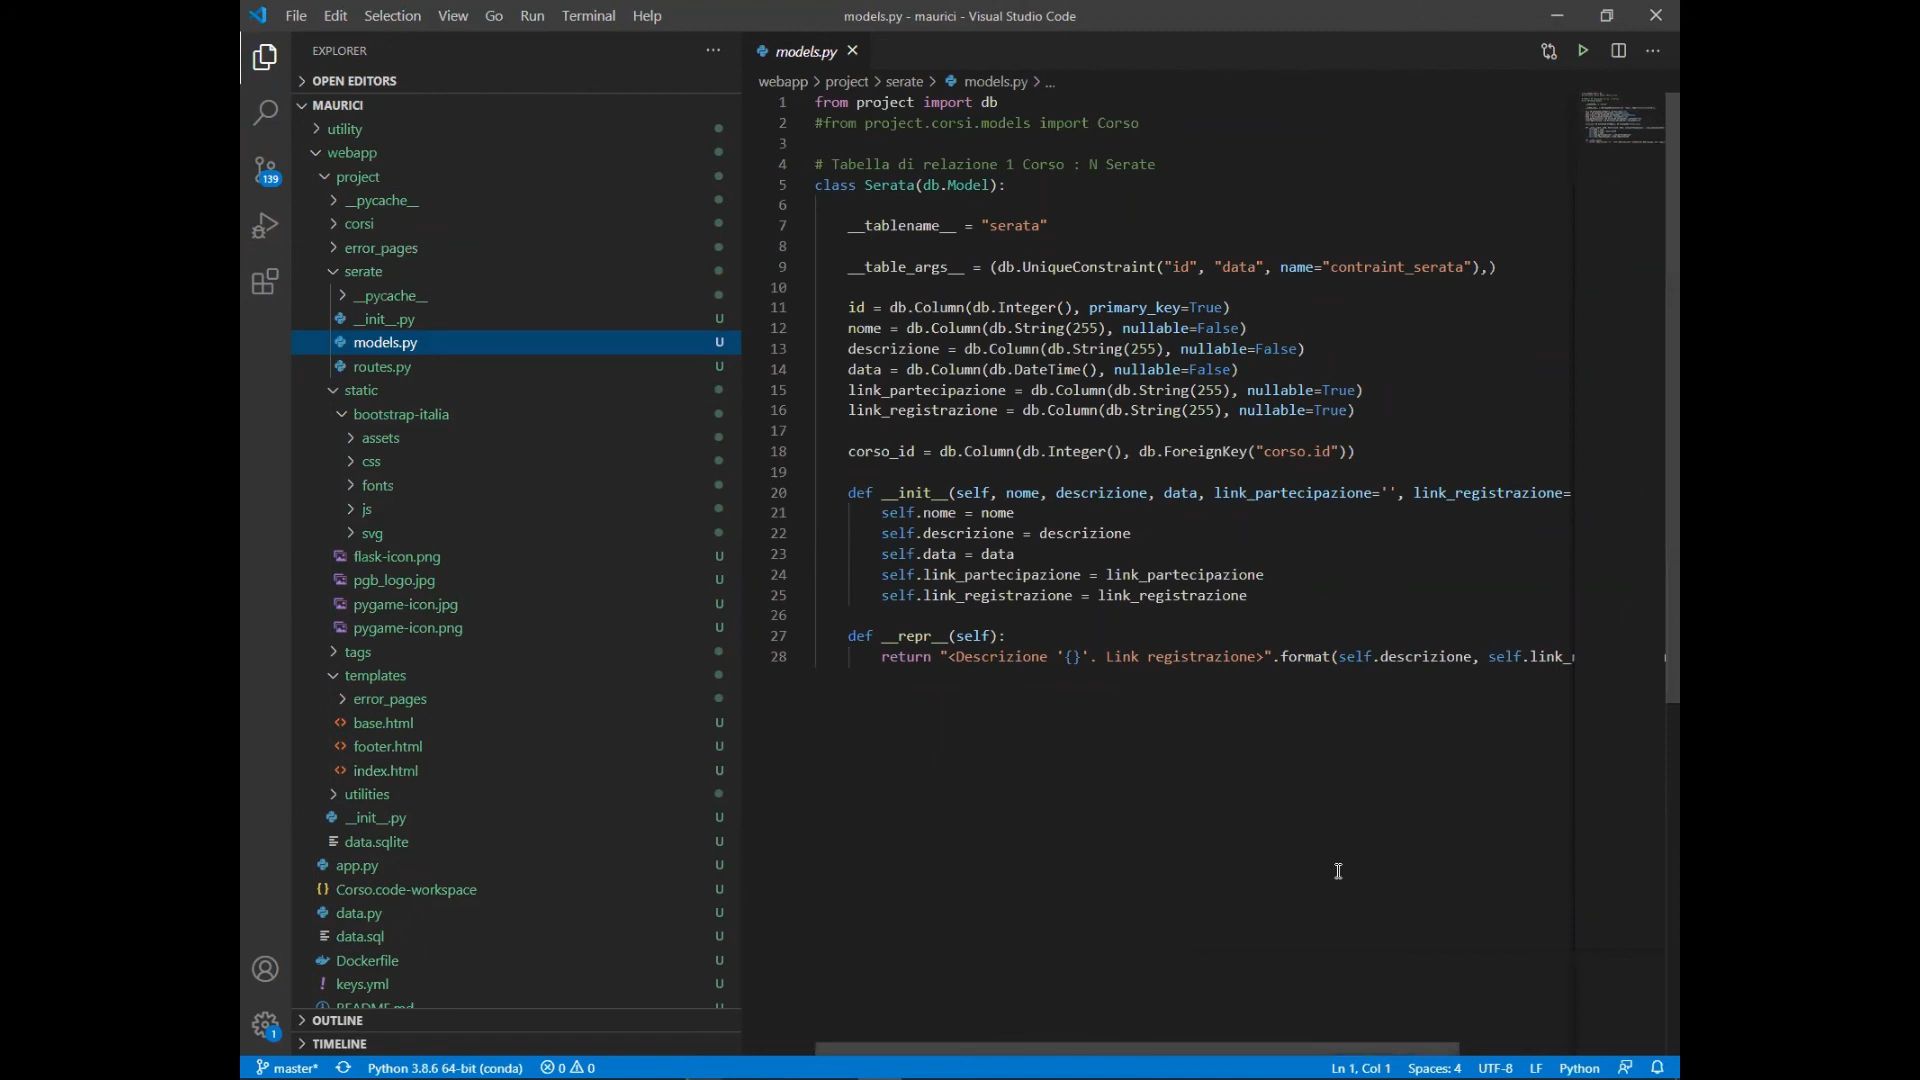 File Edit Selection View Go Run Terminal Help models.py - maurici - Visual Studio Code
EXPLORER
OPEN EDITORS
MAURICI
utility
webapp
project
__pycache__
corsi
error_pages
serate
__pycache__
__init__.py U
models.py U
routes.py U
static
bootstrap-italia
assets
css
fonts
js
svg
flask-icon.png U
pgb_logo.jpg U
pygame-icon.jpg U
pygame-icon.png U
tags
templates
error_pages
base.html U
footer.html U
index.html U
utilities
__init__.py U
data.sqlite U
app.py U
Corso.code-workspace U
data.py U
data.sql U
Dockerfile U
keys.yml U
README.md U
OUTLINE
TIMELINE
139
1
models.py
webapp > project > serate > models.py > ...
1 from project import db
2 #from project.corsi.models import Corso
3
4 # Tabella di relazione 1 Corso : N Serate
5 class Serata(db.Model):
6
7 __tablename__ = "serata"
8
9 __table_args__ = (db.UniqueConstraint("id", "data", name="contraint_serata"),)
10
11 id = db.Column(db.Integer(), primary_key=True)
12 nome = db.Column(db.String(255), nullable=False)
13 descrizione = db.Column(db.String(255), nullable=False)
14 data = db.Column(db.DateTime(), nullable=False)
15 link_partecipazione = db.Column(db.String(255), nullable=True)
16 link_registrazione = db.Column(db.String(255), nullable=True)
17
18 corso_id = db.Column(db.Integer(), db.ForeignKey("corso.id"))
19
20 def __init__(self, nome, descrizione, data, link_partecipazione='', link_registrazione=
21 self.nome = nome
22 self.descrizione = descrizione
23 self.data = data
24 self.link_partecipazione = link_partecipazione
25 self.link_registrazione = link_registrazione
26
27 def __repr__(self):
28 return "<Descrizione '{}'. Link registrazione>".format(self.descrizione, self.link_
master* Python 3.8.6 64-bit (conda) 0 0 Ln 1, Col 1 Spaces: 4 UTF-8 LF Python